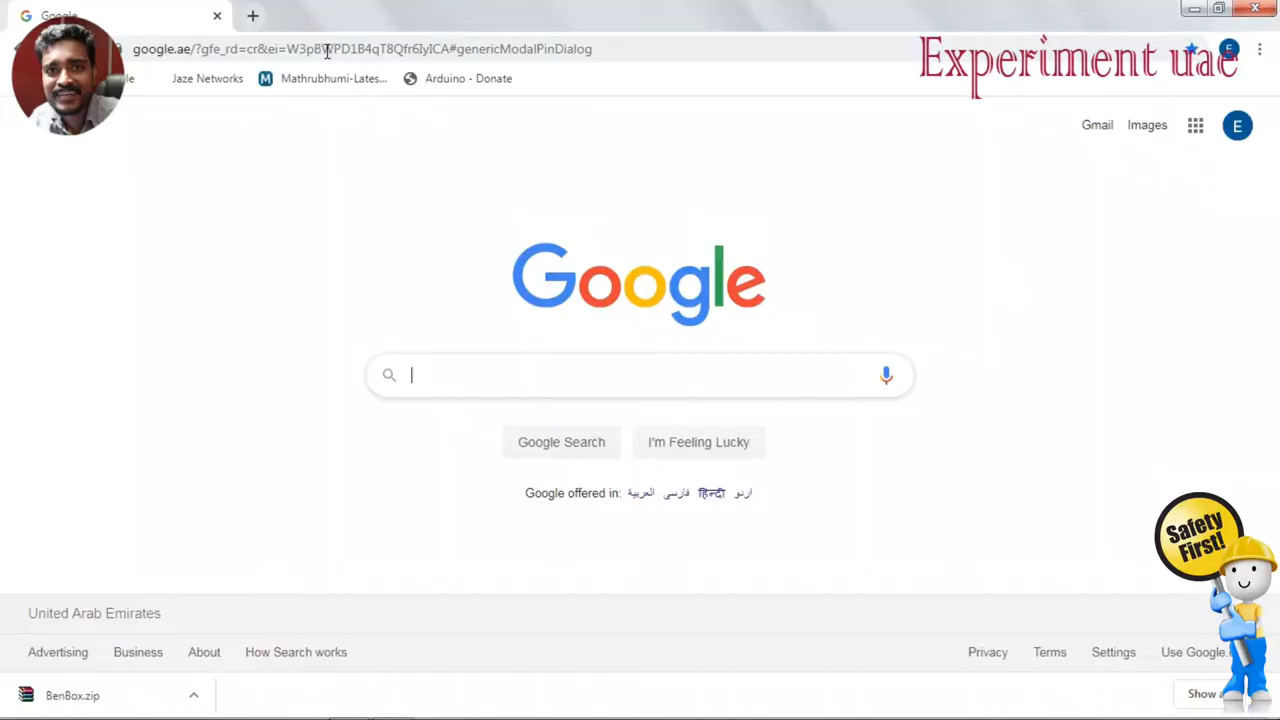 Google
google.ae/?gfe_rd=cr&ei=W3pBWPD1B4qT8Qfr6IyICA#genericModalPinDialog
Experiment uae
Jaze Networks
M Mathrubhumi-Lates...
Arduino - Donate
Gmail
Images
E
Google
Google Search
I'm Feeling Lucky
Google offered in: العربية فارسی हिन्दी اردو
Safety
First!
United Arab Emirates
Advertising
Business
About
How Search works
Privacy
Terms
Settings
Use Google.
BenBox.zip
Show